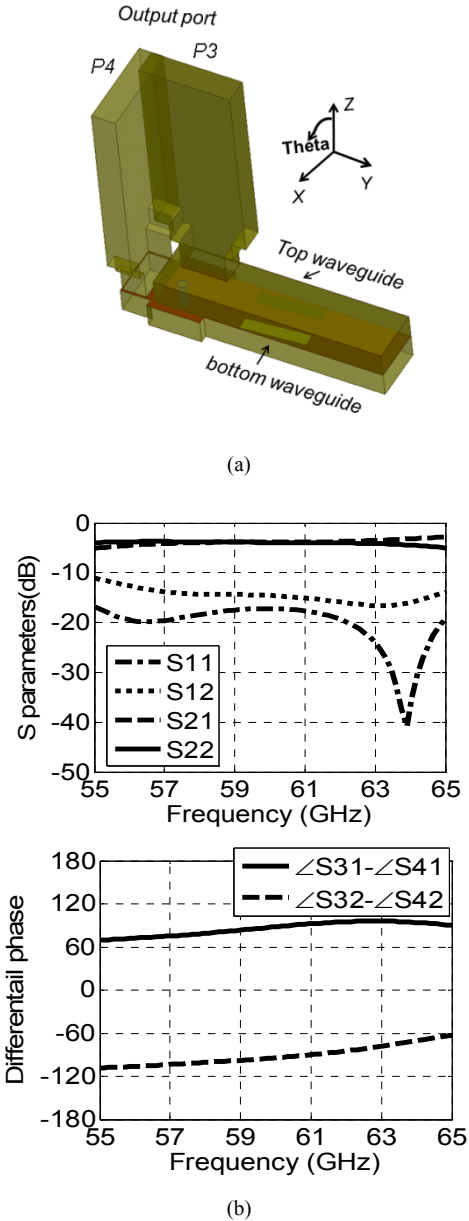 Output port
P4
P3
Z
Theta
X
Y
Top waveguide
bottom waveguide
(a)
S parameters(dB)
0
-10
-20
-30
-40
-50
S11
S12
S21
S22
55 57 59 61 63 65
Frequency (GHz)
Differentail phase
180
120
60
0
-60
-120
-180
∠S31-∠S41
∠S32-∠S42
55 57 59 61 63 65
Frequency (GHz)
(b)